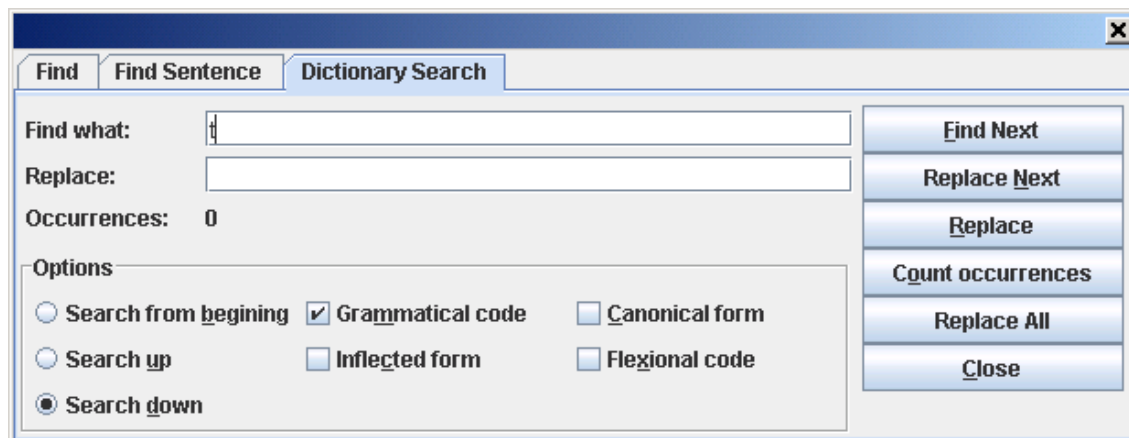 Find Find Sentence Dictionary Search
Find what: t
Replace:
Occurrences: 0
Options
Search from begining Grammatical code Canonical form
Search up Inflected form Flexional code
Search down
Find Next
Replace Next
Replace
Count occurrences
Replace All
Close